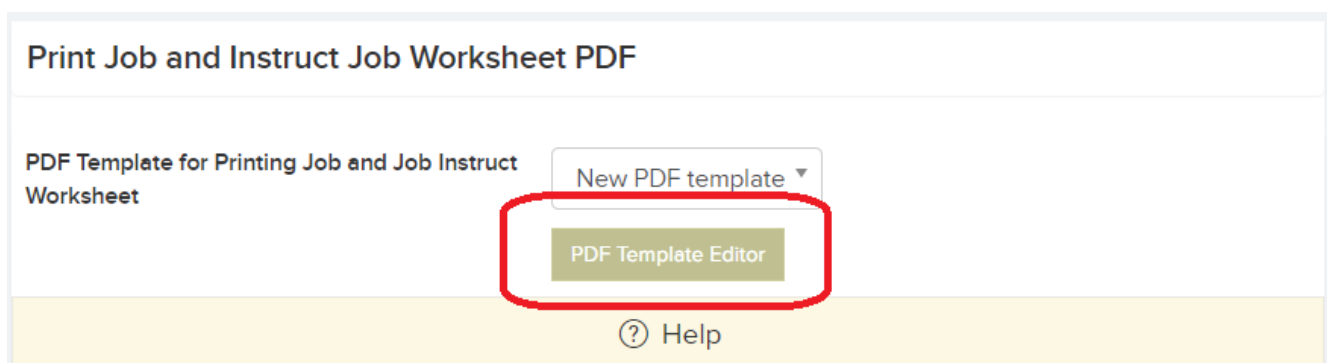 Print Job and Instruct Job Worksheet PDF
PDF Template for Printing Job and Job Instruct
Worksheet
New PDF template
PDF Template Editor
Help